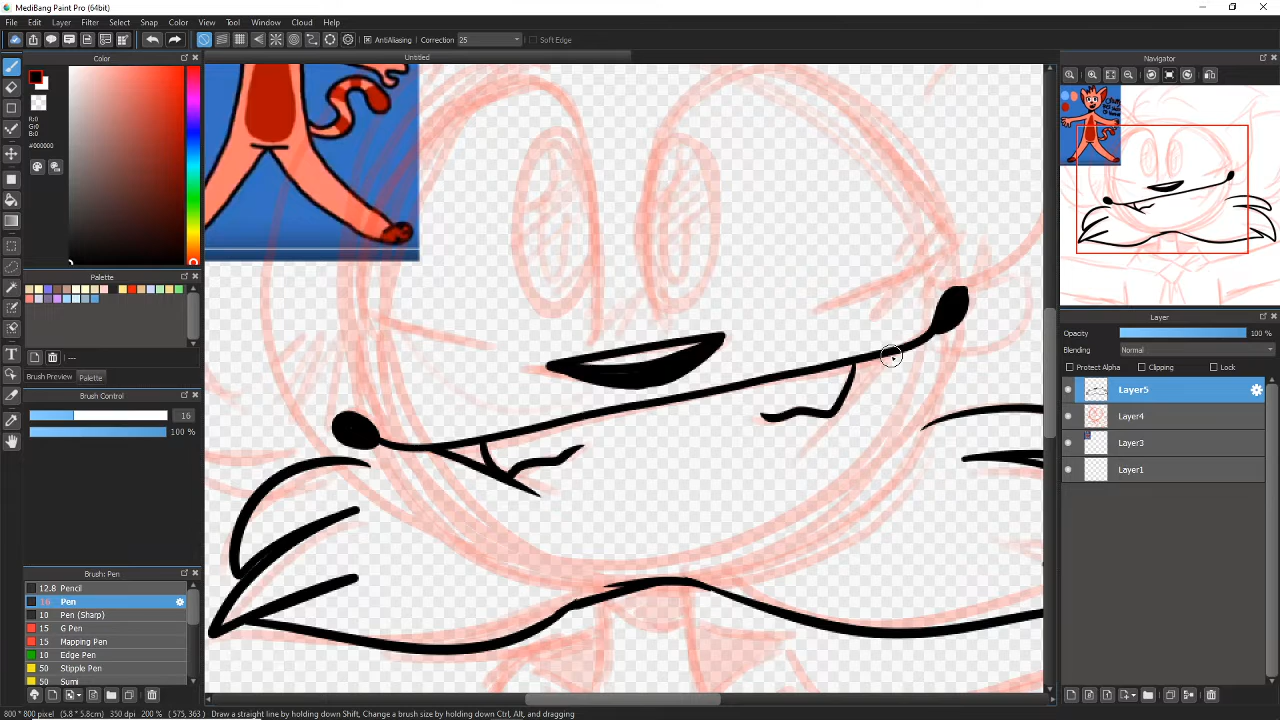 MediBang Paint Pro (64bit)
File Edit Layer Filter Select Snap Color View Tool Window Cloud Help
AntiAliasing Correction 25 Soft Edge
Color
Untitled
Navigator
R:0
G:0
B:0
#000000
Palette
---
Brush Preview Palette
Brush Control
16
100 %
Layer
Opacity 100 %
Blending Normal
Protect Alpha Clipping Lock
Layer5
Layer4
Layer3
Layer1
Brush: Pen
12.8 Pencil
16 Pen
10 Pen (Sharp)
15 G Pen
15 Mapping Pen
10 Edge Pen
50 Stipple Pen
50 Sumi
800 * 800 pixel (5.8 * 5.8cm) 350 dpi 200 % ( 575, 363 ) Draw a straight line by holding down Shift, Change a brush size by holding down Ctrl, Alt, and dragging